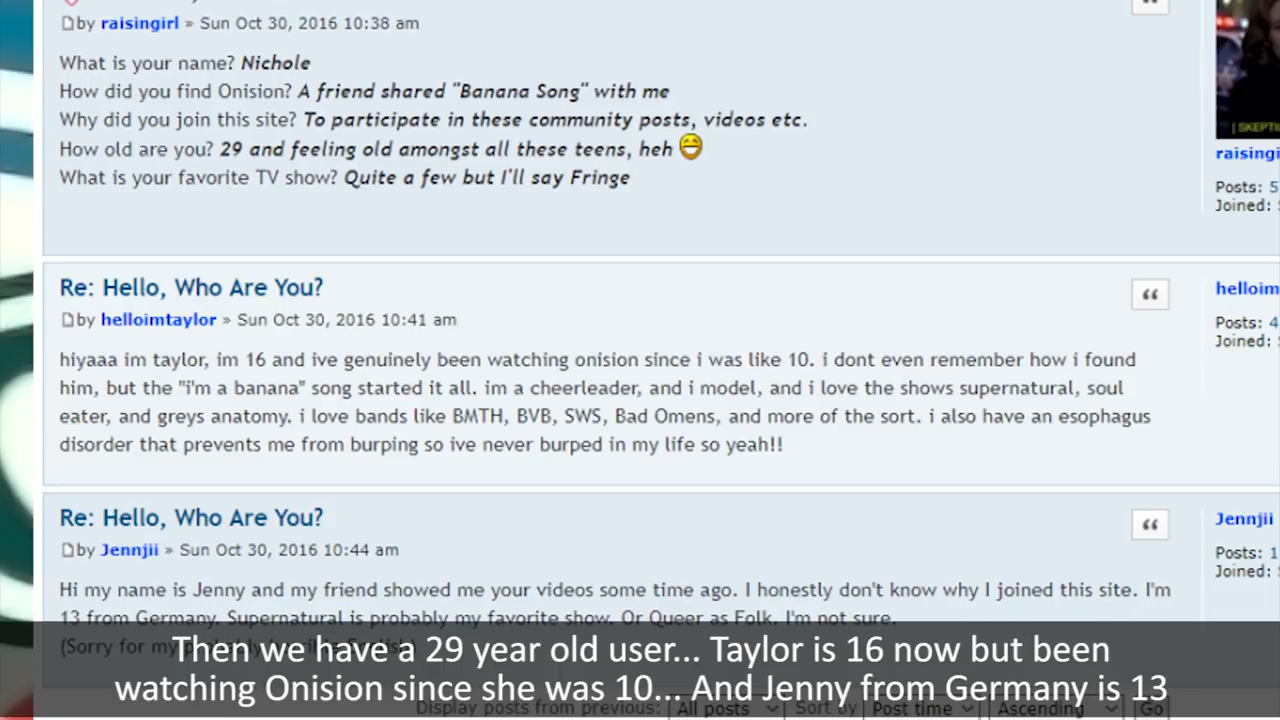 by raisingirl » Sun Oct 30, 2016 10:38 am
What is your name? Nichole
How did you find Onision? A friend shared "Banana Song" with me
Why did you join this site? To participate in these community posts, videos etc.
How old are you? 29 and feeling old amongst all these teens, heh
What is your favorite TV show? Quite a few but I'll say Fringe
| SKEPTI
raisingi
Posts: 5
Joined: S
Re: Hello, Who Are You?
by helloimtaylor » Sun Oct 30, 2016 10:41 am
hiyaaa im taylor, im 16 and ive genuinely been watching onision since i was like 10. i dont even remember how i found
him, but the "i'm a banana" song started it all. im a cheerleader, and i model, and i love the shows supernatural, soul
eater, and greys anatomy. i love bands like BMTH, BVB, SWS, Bad Omens, and more of the sort. i also have an esophagus
disorder that prevents me from burping so ive never burped in my life so yeah!!
helloim
Posts: 4
Joined: S
Re: Hello, Who Are You?
by Jennjii » Sun Oct 30, 2016 10:44 am
Hi my name is Jenny and my friend showed me your videos some time ago. I honestly don't know why I joined this site. I'm
13 from Germany. Supernatural is probably my favorite show. Or Queer as Folk. I'm not sure.
(Sorry for my
Jennjii
Posts: 1
Joined: S
Then we have a 29 year old user... Taylor is 16 now but been
watching Onision since she was 10... And Jenny from Germany is 13
Display posts from previous: All posts Sort by Post time Ascending Go